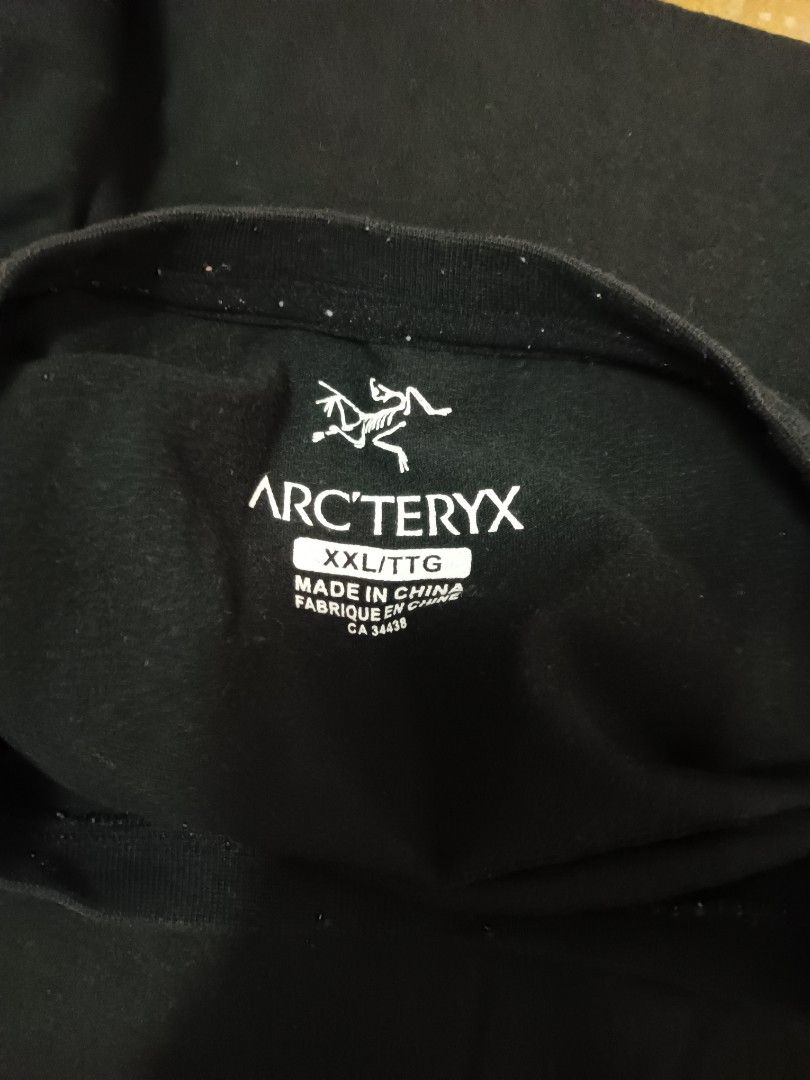 ARC'TERYX
XXL/TTG
MADE IN CHINA
FABRIQUE EN CHINE
CA 34438